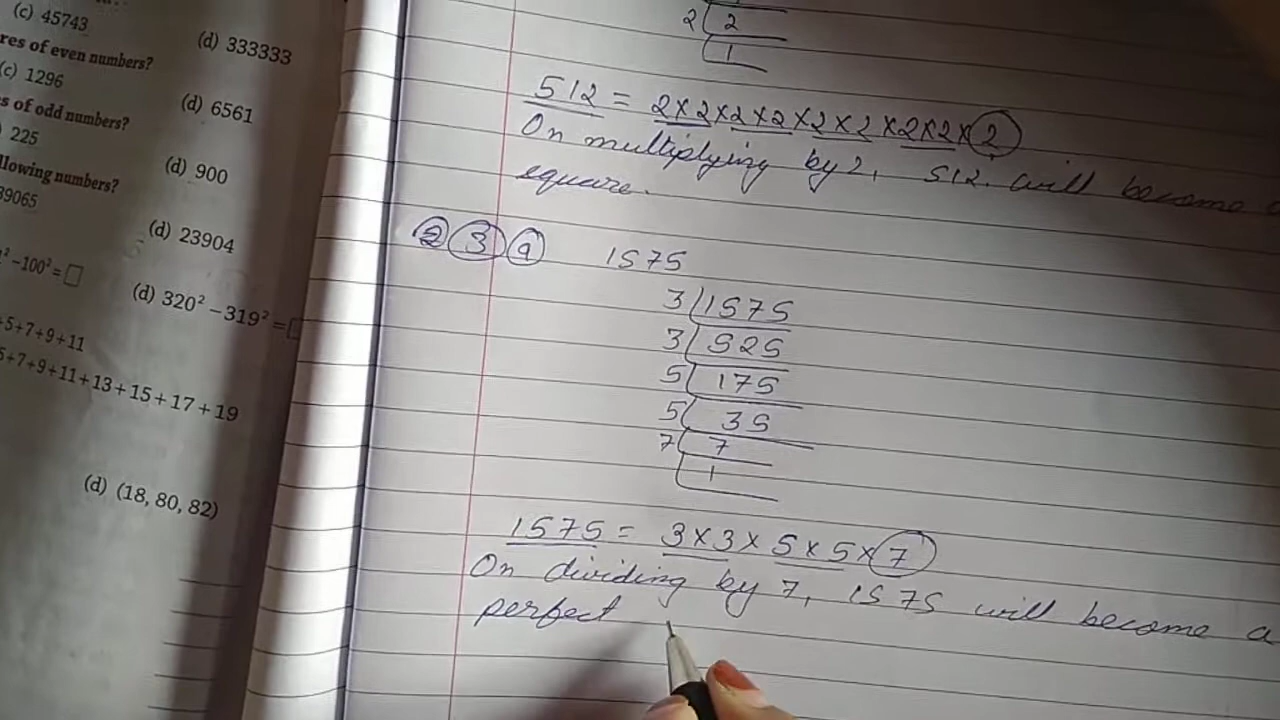 (c) 45743
(d) 333333
res of even numbers?
(c) 1296
(d) 6561
s of odd numbers?
225
(d) 900
llowing numbers?
39065
(d) 23904
² −100² = □
(d) 320² − 319² =
+5+7+9+11
5+7+9+11+13+15+17+19
(d) (18, 80, 82)
2 2
1
512 = 2×2×2×2×2×2×2×2×2
On multiplying by 2, 512. will become a
square.
2 3 a 1575
3 1575
3 525
5 175
5 35
7 7
1
1575 = 3×3×5×5×7
On dividing by 7, 1575 will become a
perfect